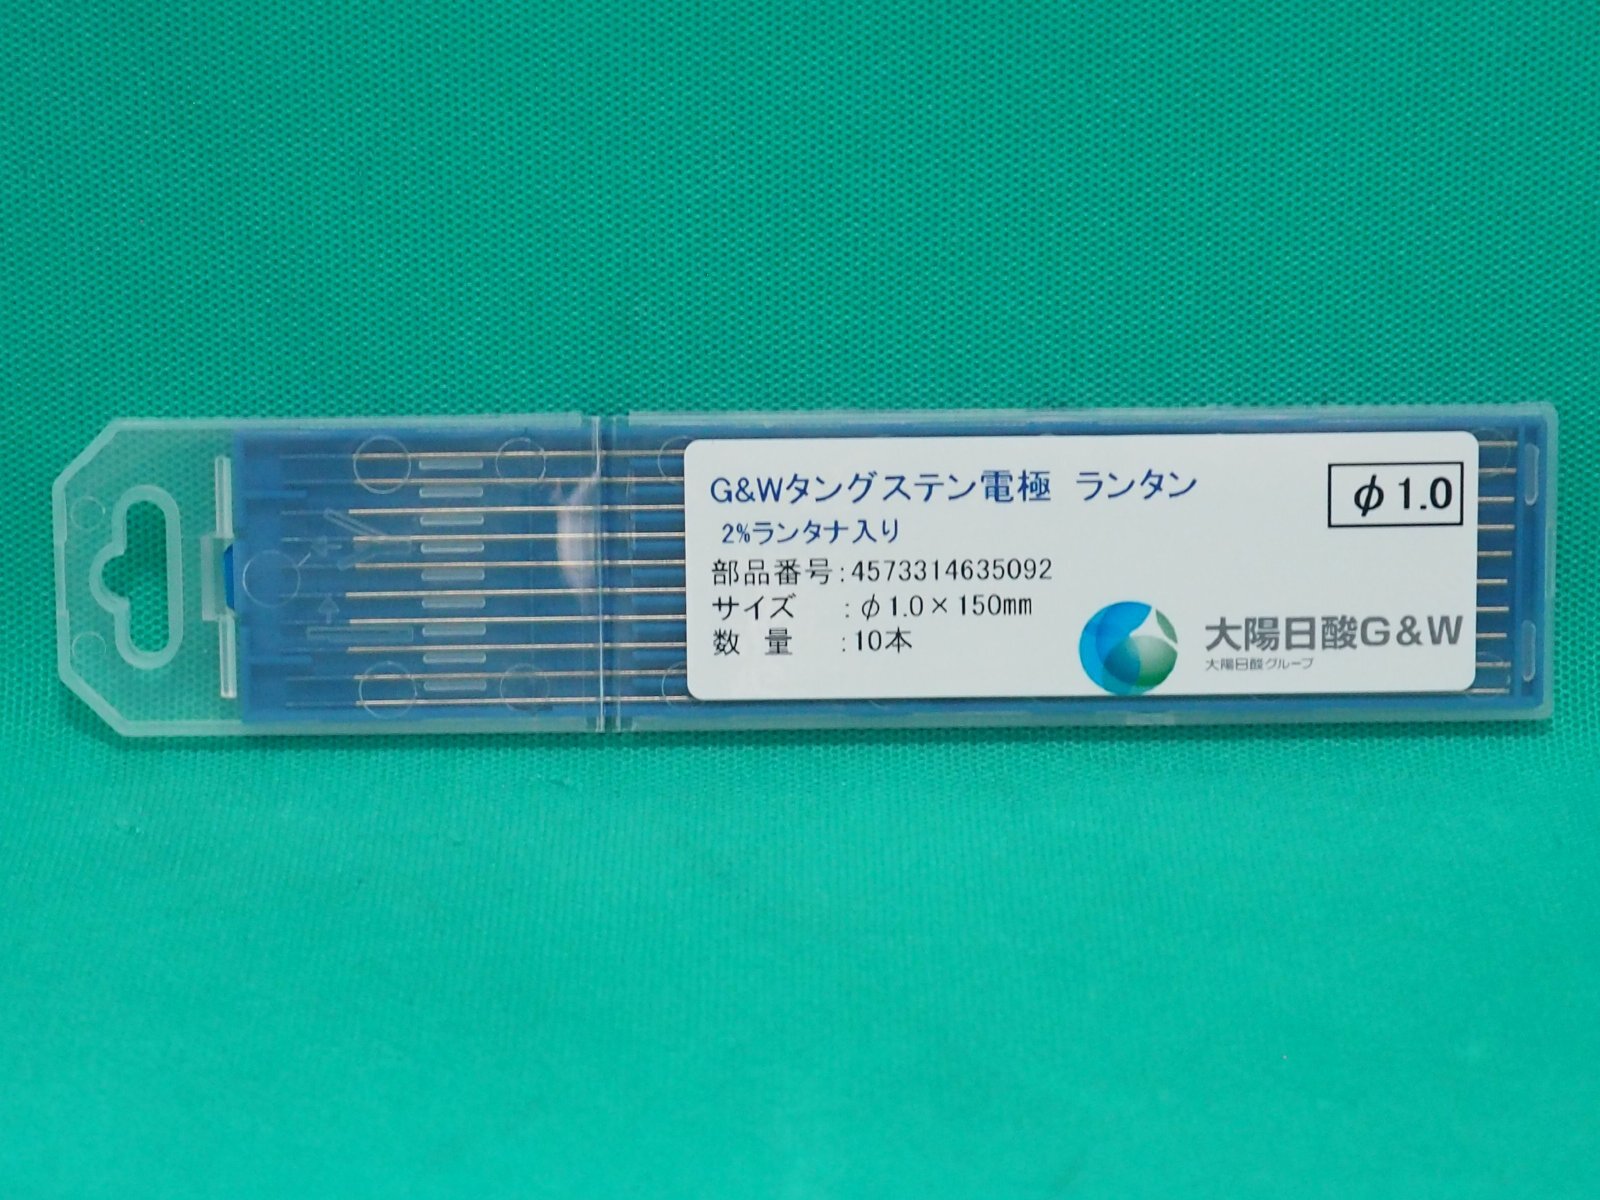 G&Wタングステン電極 ランタン
φ1.0
2%ランタナ入り
部品番号:4573314635092
サイズ :φ1.0×150mm
数 量 :10本
大陽日酸G&W
大陽日酸グループ